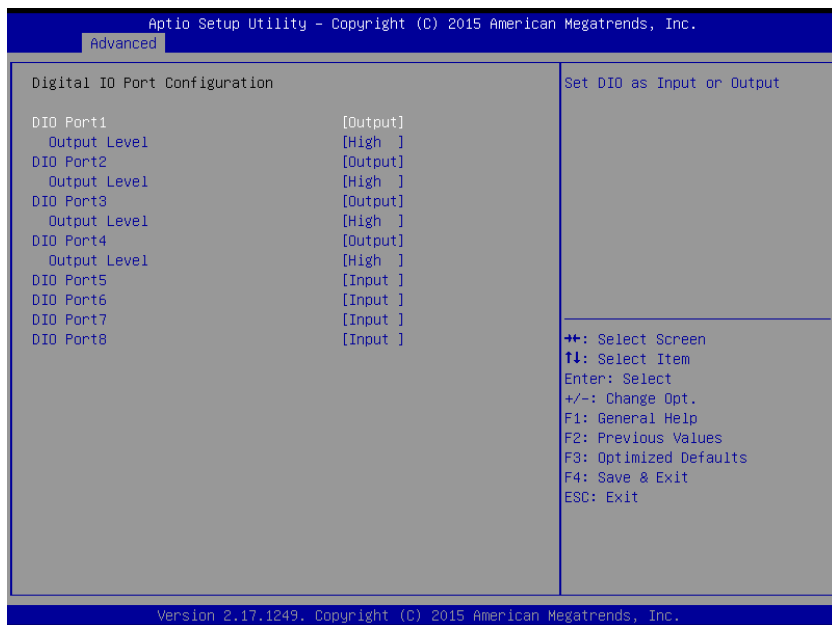 Aptio Setup Utility – Copyright (C) 2015 American Megatrends, Inc.
Advanced
Digital IO Port Configuration
DIO Port1 [Output]
Output Level [High ]
DIO Port2 [Output]
Output Level [High ]
DIO Port3 [Output]
Output Level [High ]
DIO Port4 [Output]
Output Level [High ]
DIO Port5 [Input ]
DIO Port6 [Input ]
DIO Port7 [Input ]
DIO Port8 [Input ]
Set DIO as Input or Output
→←: Select Screen
↑↓: Select Item
Enter: Select
+/-: Change Opt.
F1: General Help
F2: Previous Values
F3: Optimized Defaults
F4: Save & Exit
ESC: Exit
Version 2.17.1249. Copyright (C) 2015 American Megatrends, Inc.